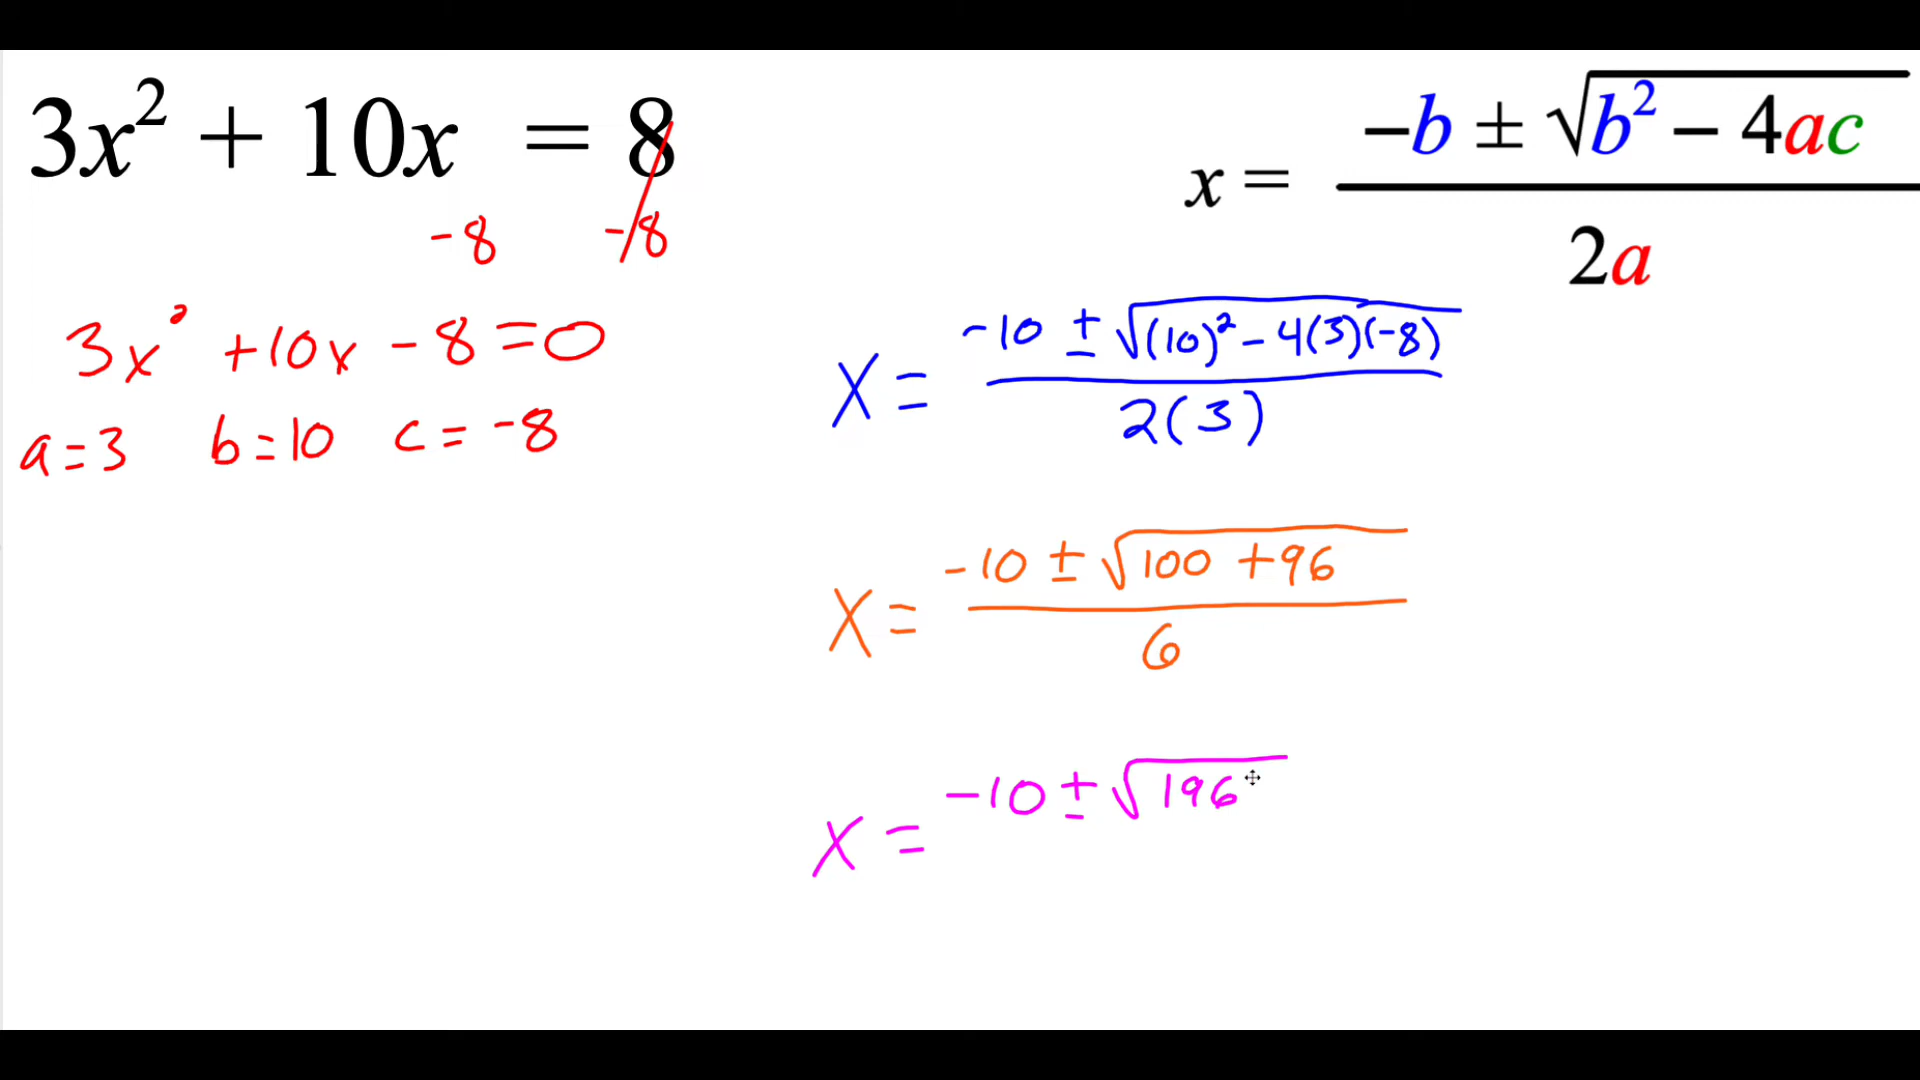 3x² + 10x = 8
-8 -8
3x² +10x - 8 = 0
a = 3 b = 10 c = -8
x = (-b ± √(b² - 4ac)) / 2a
x = (-10 ± √((10)² - 4(3)(-8))) / 2(3)
x = (-10 ± √(100 + 96)) / 6
x = -10 ± √196